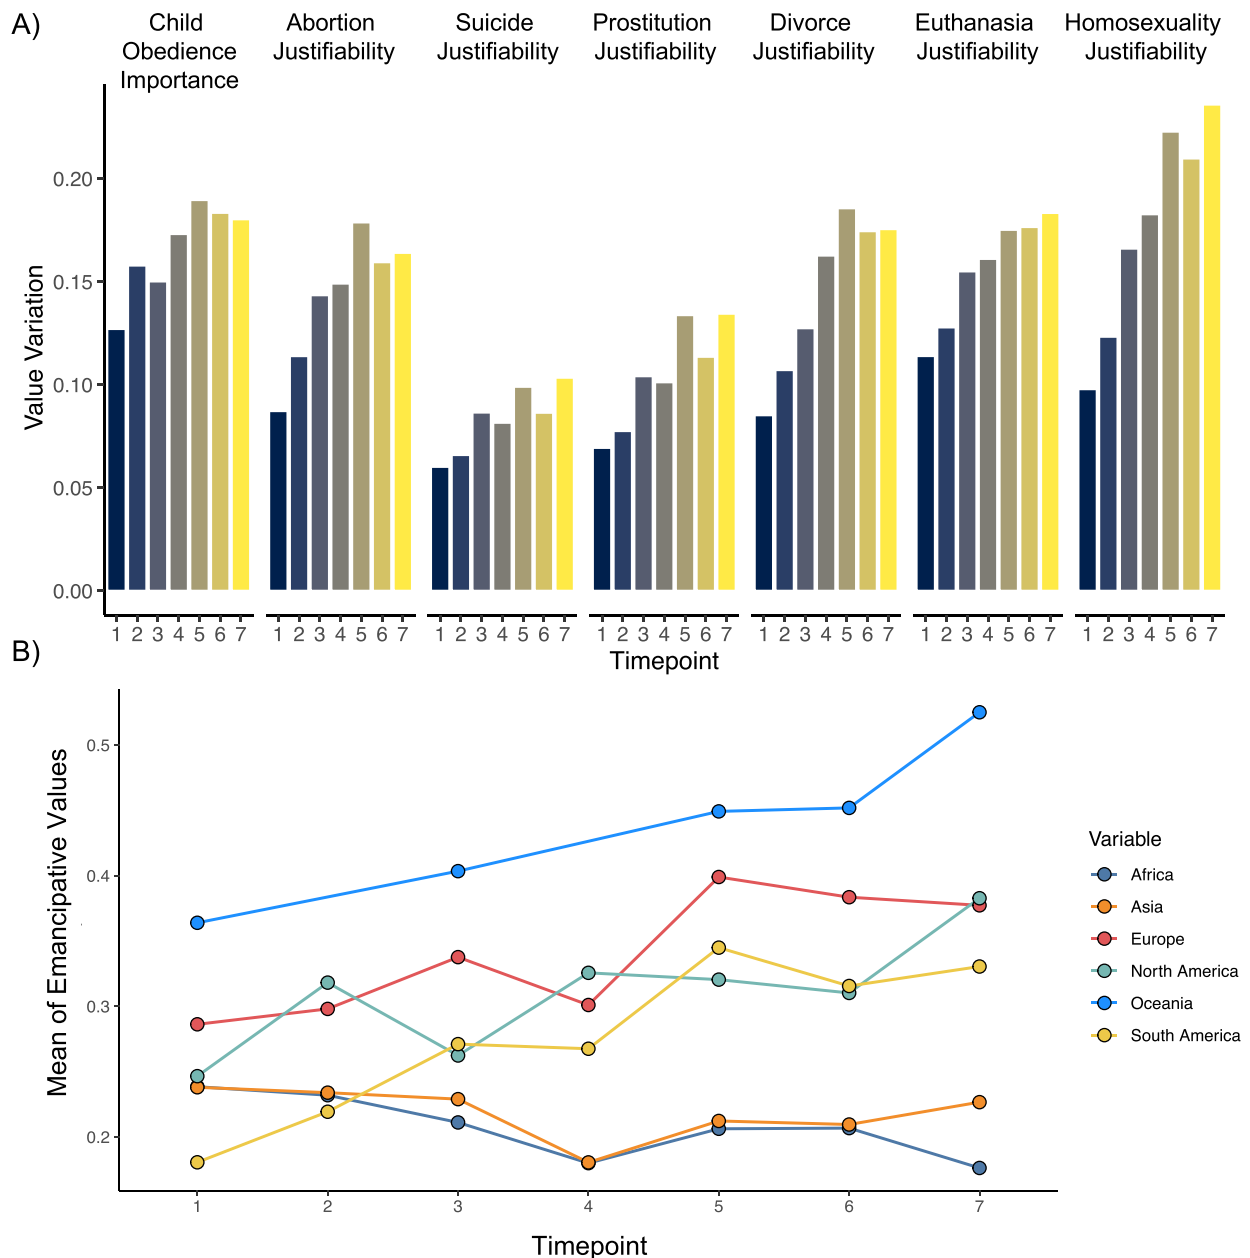 A)
Child Obedience Importance
Abortion Justifiability
Suicide Justifiability
Prostitution Justifiability
Divorce Justifiability
Euthanasia Justifiability
Homosexuality Justifiability
Value Variation
0.20
0.15
0.10
0.05
0.00
1 2 3 4 5 6 7
1 2 3 4 5 6 7
1 2 3 4 5 6 7
1 2 3 4 5 6 7
1 2 3 4 5 6 7
1 2 3 4 5 6 7
1 2 3 4 5 6 7
Timepoint
B)
Mean of Emancipative Values
0.5
0.4
0.3
0.2
1 2 3 4 5 6 7
Timepoint
Variable
Africa
Asia
Europe
North America
Oceania
South America